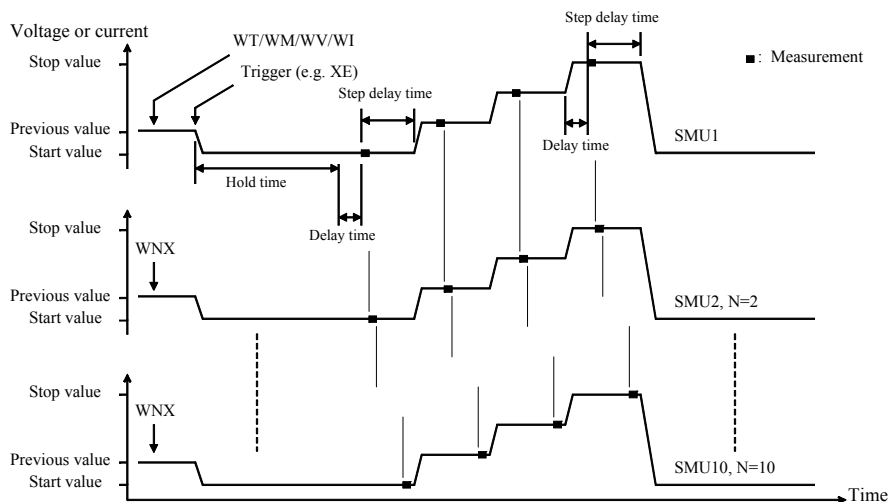 Voltage or current
WT/WM/WV/WI
Stop value
Trigger (e.g. XE)
Step delay time
Step delay time
■ : Measurement
Previous value
Start value
Hold time
Delay time
Delay time
SMU1
Stop value
WNX
Previous value
Start value
SMU2, N=2
Stop value
WNX
Previous value
Start value
SMU10, N=10
Time